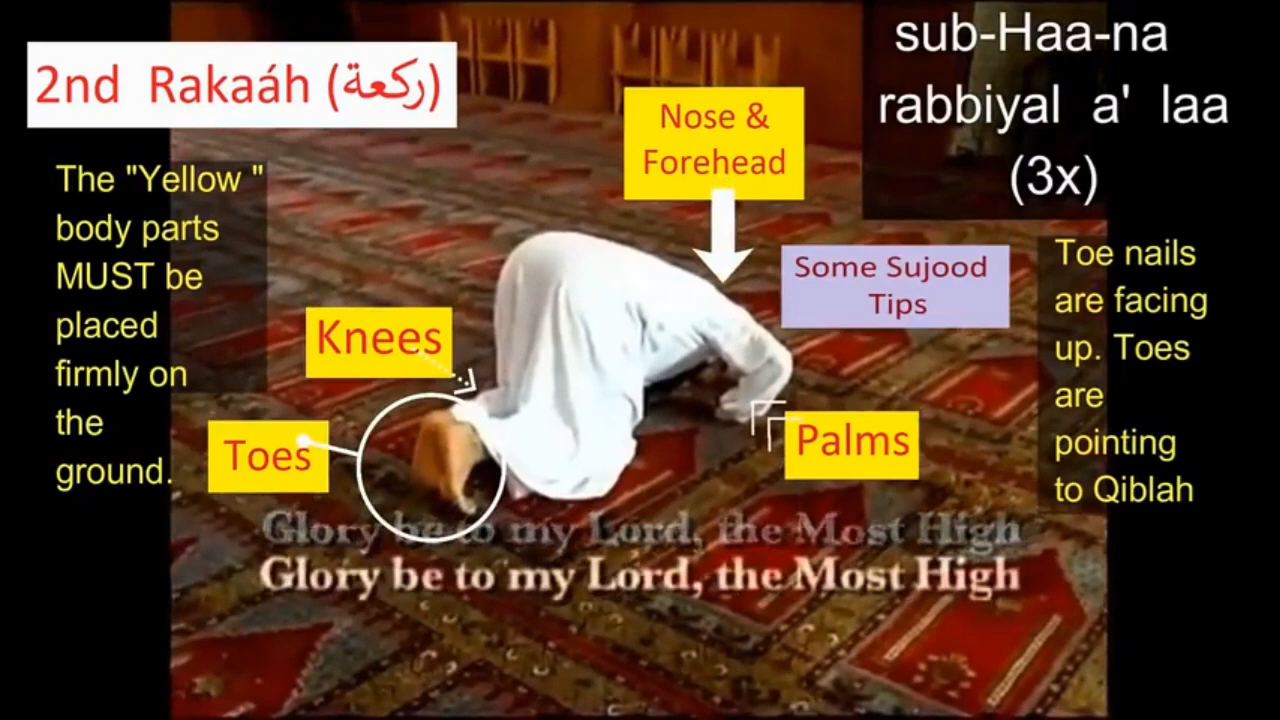 2nd Rakaáh (ركعة)
sub-Haa-na
rabbiyal a' laa
(3x)
Nose &
Forehead
The "Yellow "
body parts
MUST be
placed
firmly on
the
ground.
Some Sujood
Tips
Toe nails
are facing
up. Toes
are
pointing
to Qiblah
Knees
Toes
Palms
Glory be to my Lord, the Most High
Glory be to my Lord, the Most High